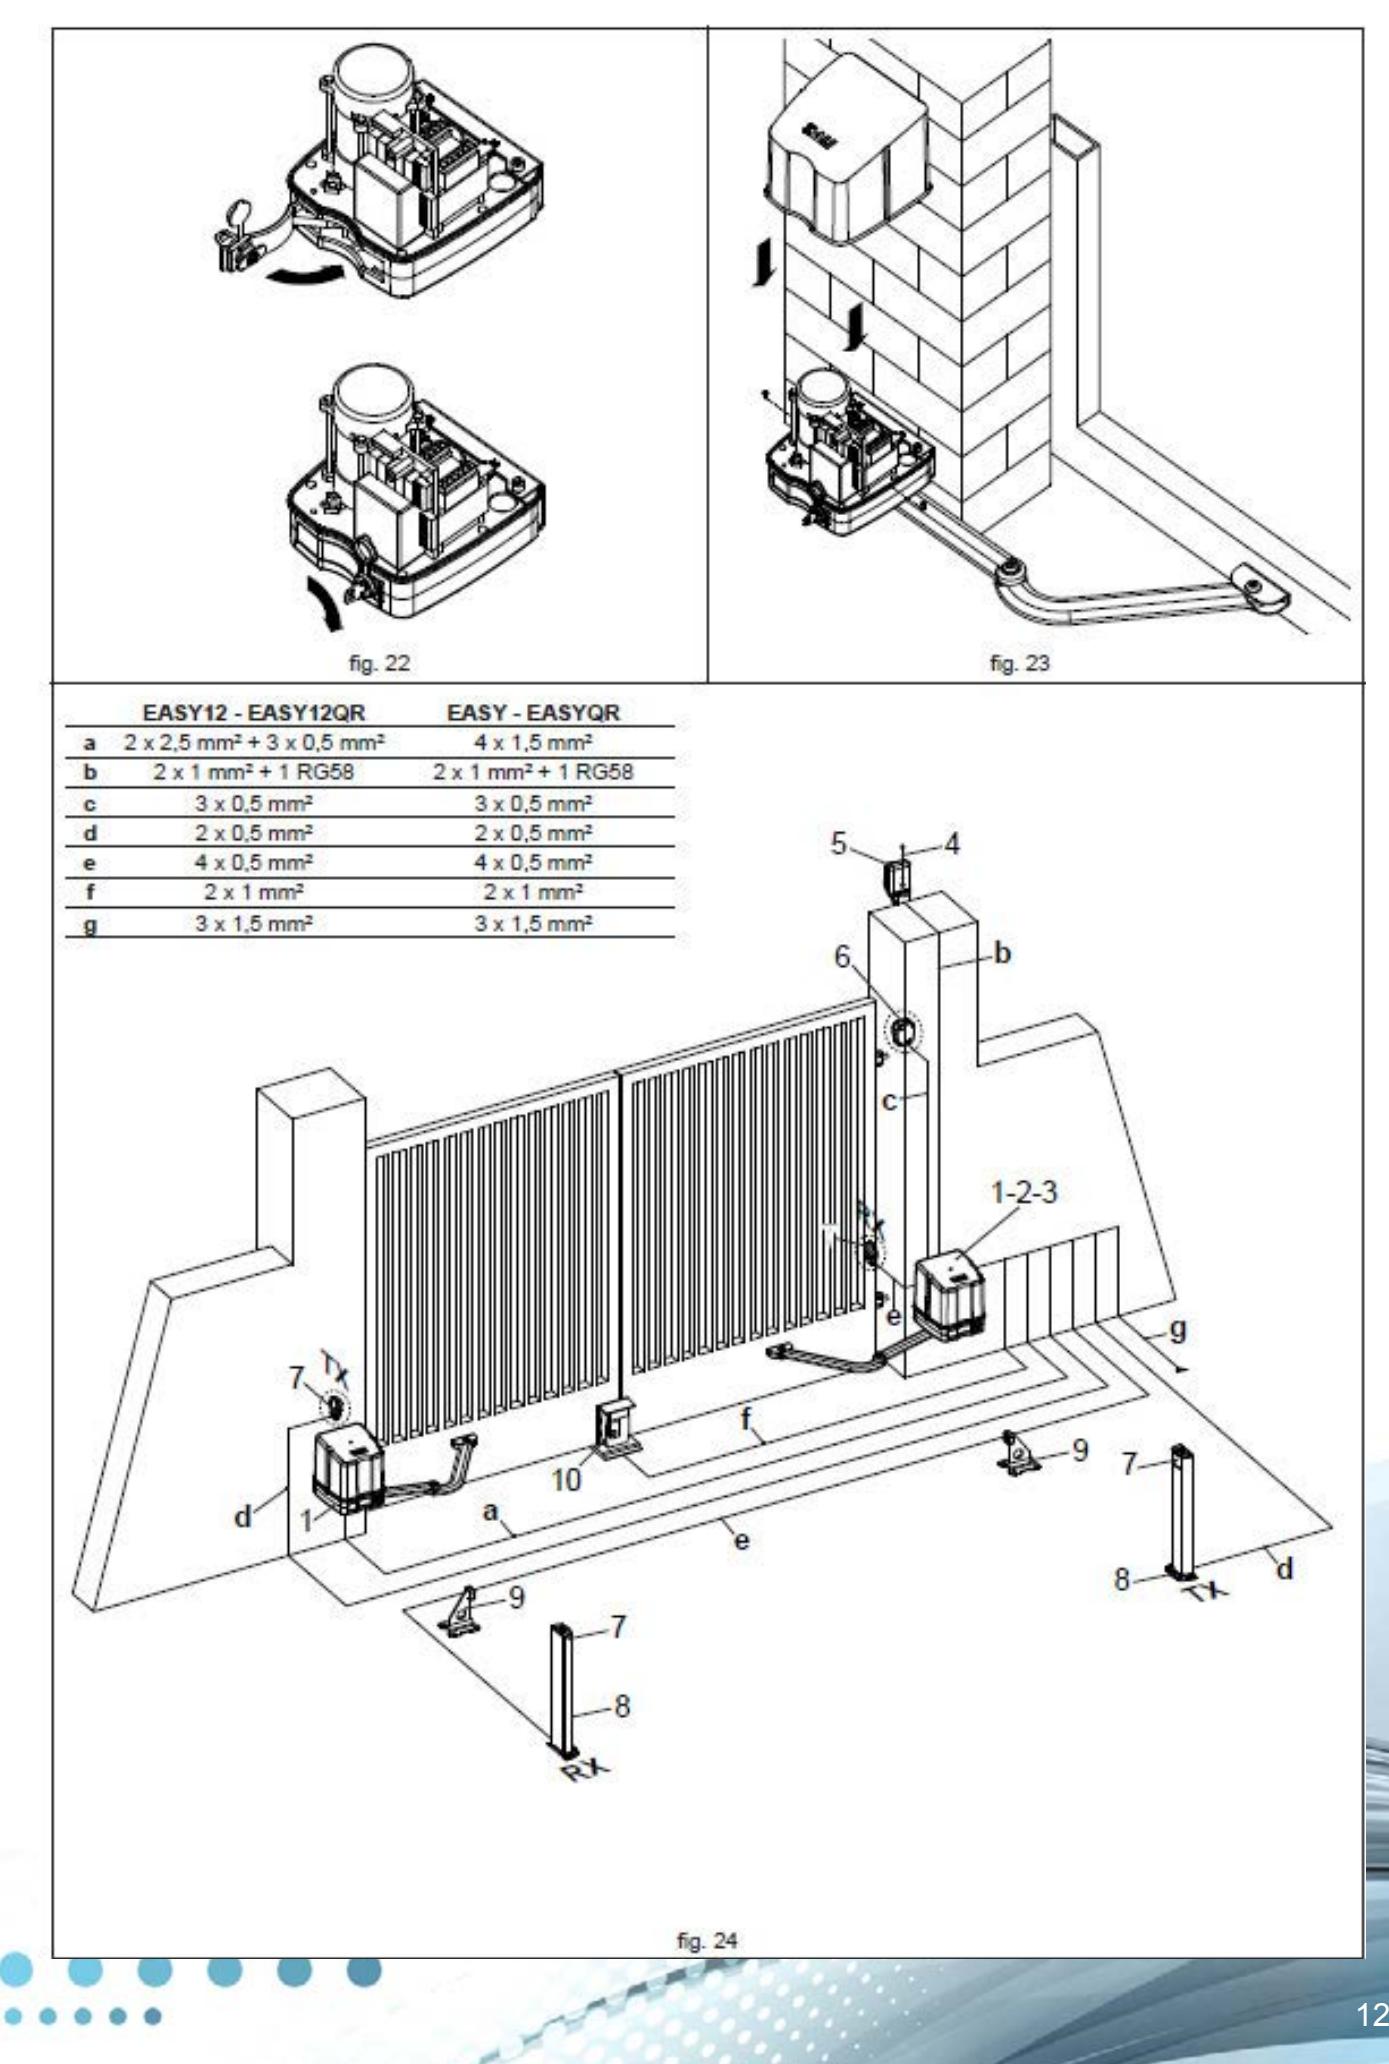 fig. 22
fig. 23
EASY12 - EASY12QR EASY - EASYQR
a 2 x 2,5 mm² + 3 x 0,5 mm² 4 x 1,5 mm²
b 2 x 1 mm² + 1 RG58 2 x 1 mm² + 1 RG58
c 3 x 0,5 mm² 3 x 0,5 mm²
d 2 x 0,5 mm² 2 x 0,5 mm²
e 4 x 0,5 mm² 4 x 0,5 mm²
f 2 x 1 mm² 2 x 1 mm²
g 3 x 1,5 mm² 3 x 1,5 mm²
5
4
6
b
c
1-2-3
RX
7
e
g
TX
7
f
9
7
10
d
1
a
e
8
TX
d
9
7
8
RX
fig. 24
12